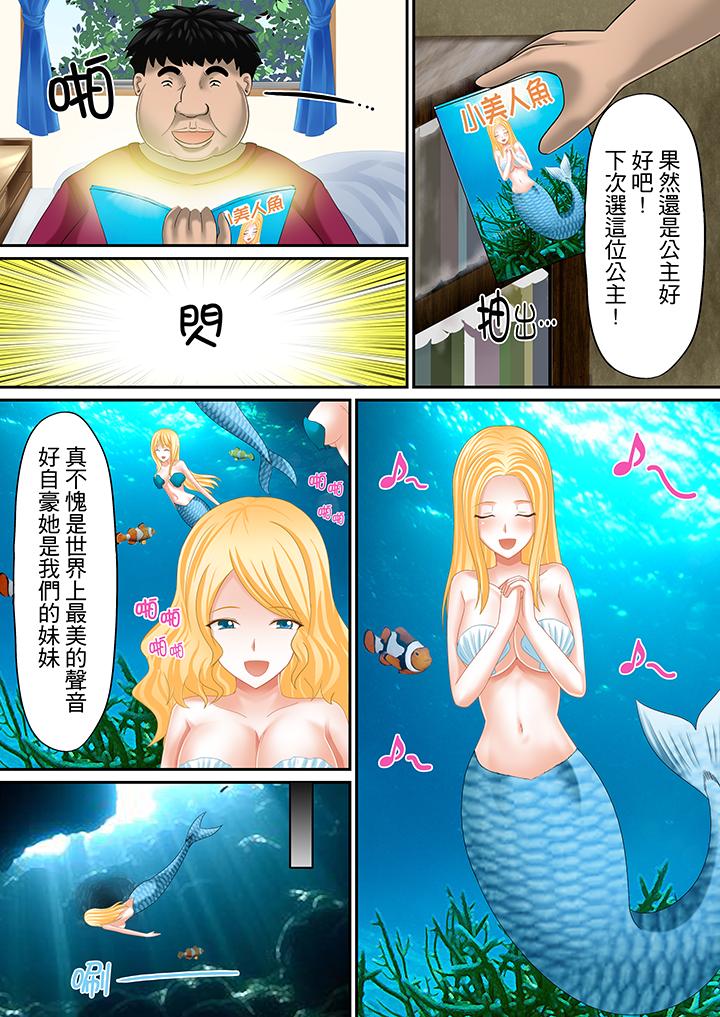 小美人魚
果然還是公主好
好吧！
下次選這位公主！
抽出…
啪
小美人魚
閃
啪啪
啪啪
真不愧是世界上最美的聲音
好自豪她是我們的妹妹
啪啪
啪啪
唰